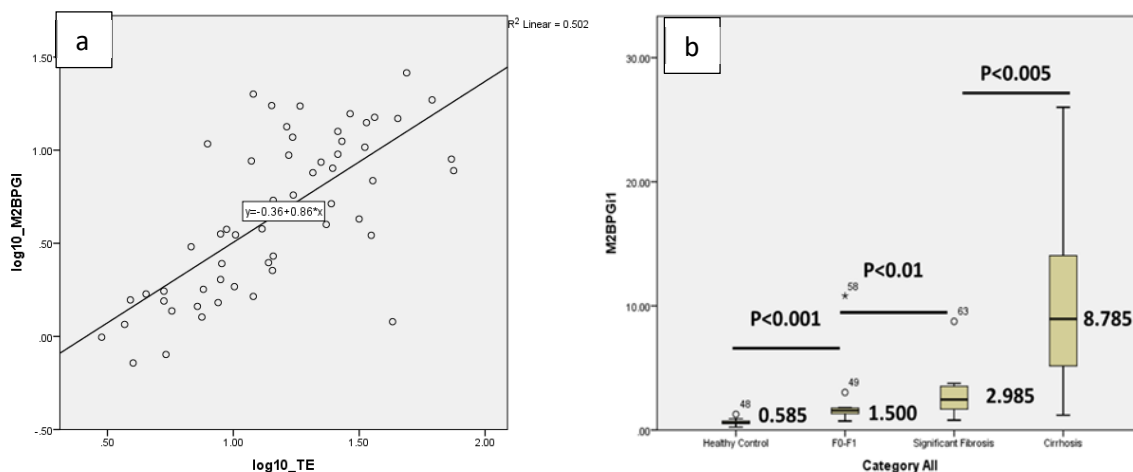 a
R² Linear = 0.502
1.50
1.00
.50
.00
-.50
log10_M2BPGI
y=-0.36+0.86*x
.50
1.00
1.50
2.00
log10_TE
b
P<0.005
P<0.01
P<0.001
30.00
20.00
10.00
.00
M2BPGi1
48
0.585
58
49
1.500
63
2.985
8.785
Healthy Control
F0-F1
Significant Fibrosis
Cirrhosis
Category All